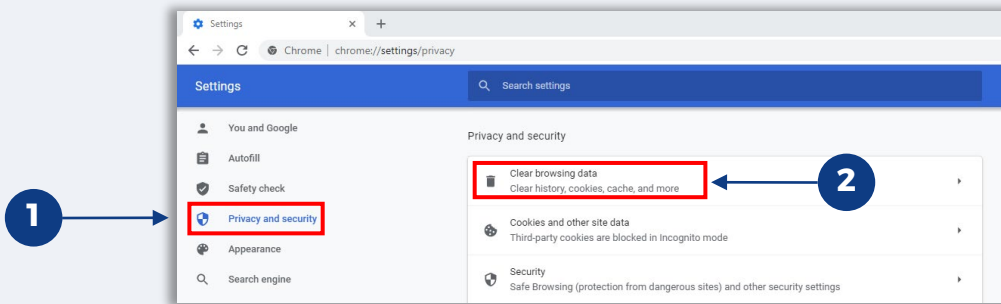 Settings
Chrome | chrome://settings/privacy
Settings
Search settings
You and Google
Autofill
Safety check
Privacy and security
Appearance
Search engine
Privacy and security
Clear browsing data
Clear history, cookies, cache, and more
Cookies and other site data
Third-party cookies are blocked in Incognito mode
Security
Safe Browsing (protection from dangerous sites) and other security settings
1
2